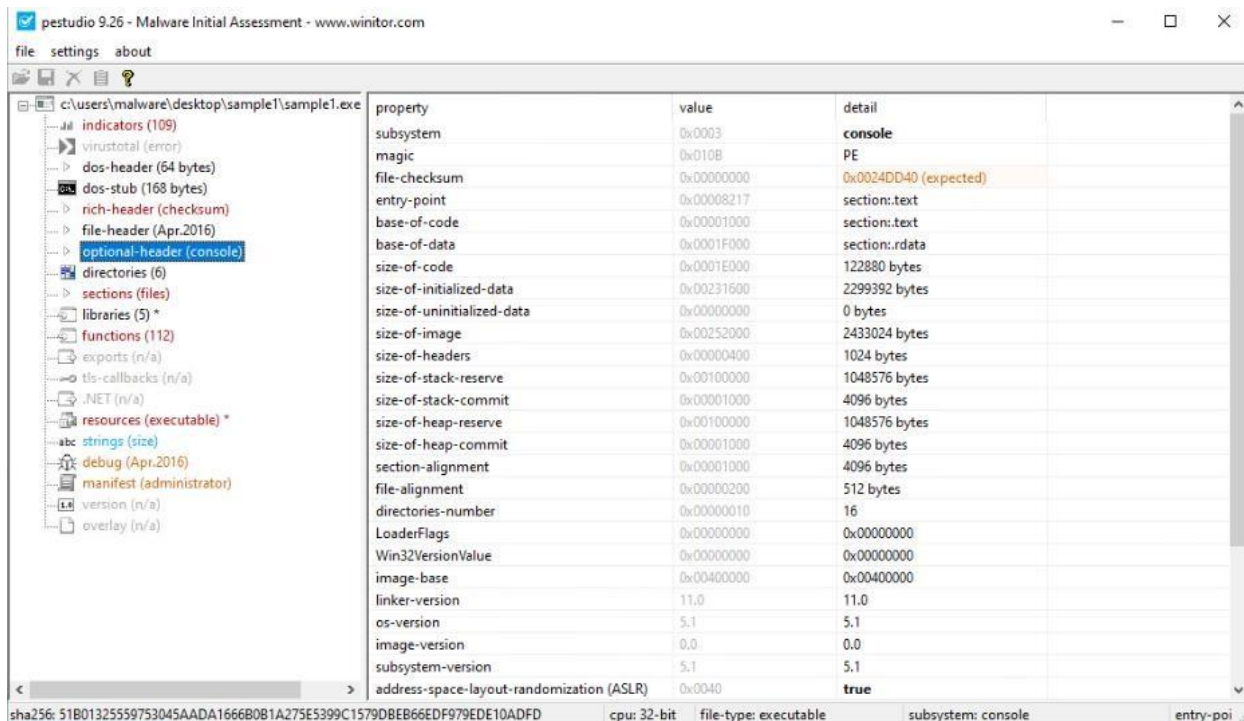 pestudio 9.26 - Malware Initial Assessment - www.winitor.com
file settings about
c:\users\malware\desktop\sample1\sample1.exe
indicators (109)
virustotal (error)
dos-header (64 bytes)
dos-stub (168 bytes)
rich-header (checksum)
file-header (Apr.2016)
optional-header (console)
directories (6)
sections (files)
libraries (5) *
functions (112)
exports (n/a)
tls-callbacks (n/a)
.NET (n/a)
resources (executable) *
abc strings (size)
debug (Apr.2016)
manifest (administrator)
1.0 version (n/a)
overlay (n/a)
property value detail
subsystem 0x0003 console
magic 0x010B PE
file-checksum 0x00000000 0x0024DD40 (expected)
entry-point 0x00008217 section:.text
base-of-code 0x00001000 section:.text
base-of-data 0x0001F000 section:.rdata
size-of-code 0x0001E000 122880 bytes
size-of-initialized-data 0x00231600 2299392 bytes
size-of-uninitialized-data 0x00000000 0 bytes
size-of-image 0x00252000 2433024 bytes
size-of-headers 0x00000400 1024 bytes
size-of-stack-reserve 0x00100000 1048576 bytes
size-of-stack-commit 0x00001000 4096 bytes
size-of-heap-reserve 0x00100000 1048576 bytes
size-of-heap-commit 0x00001000 4096 bytes
section-alignment 0x00001000 4096 bytes
file-alignment 0x00000200 512 bytes
directories-number 0x00000010 16
LoaderFlags 0x00000000 0x00000000
Win32VersionValue 0x00000000 0x00000000
image-base 0x00400000 0x00400000
linker-version 11.0 11.0
os-version 5.1 5.1
image-version 0.0 0.0
subsystem-version 5.1 5.1
address-space-layout-randomization (ASLR) 0x0040 true
sha256: 51B01325559753045AADA1666B0B1A275E5399C1579DBEB66EDF979EDE10ADFD cpu: 32-bit file-type: executable subsystem: console entry-poi